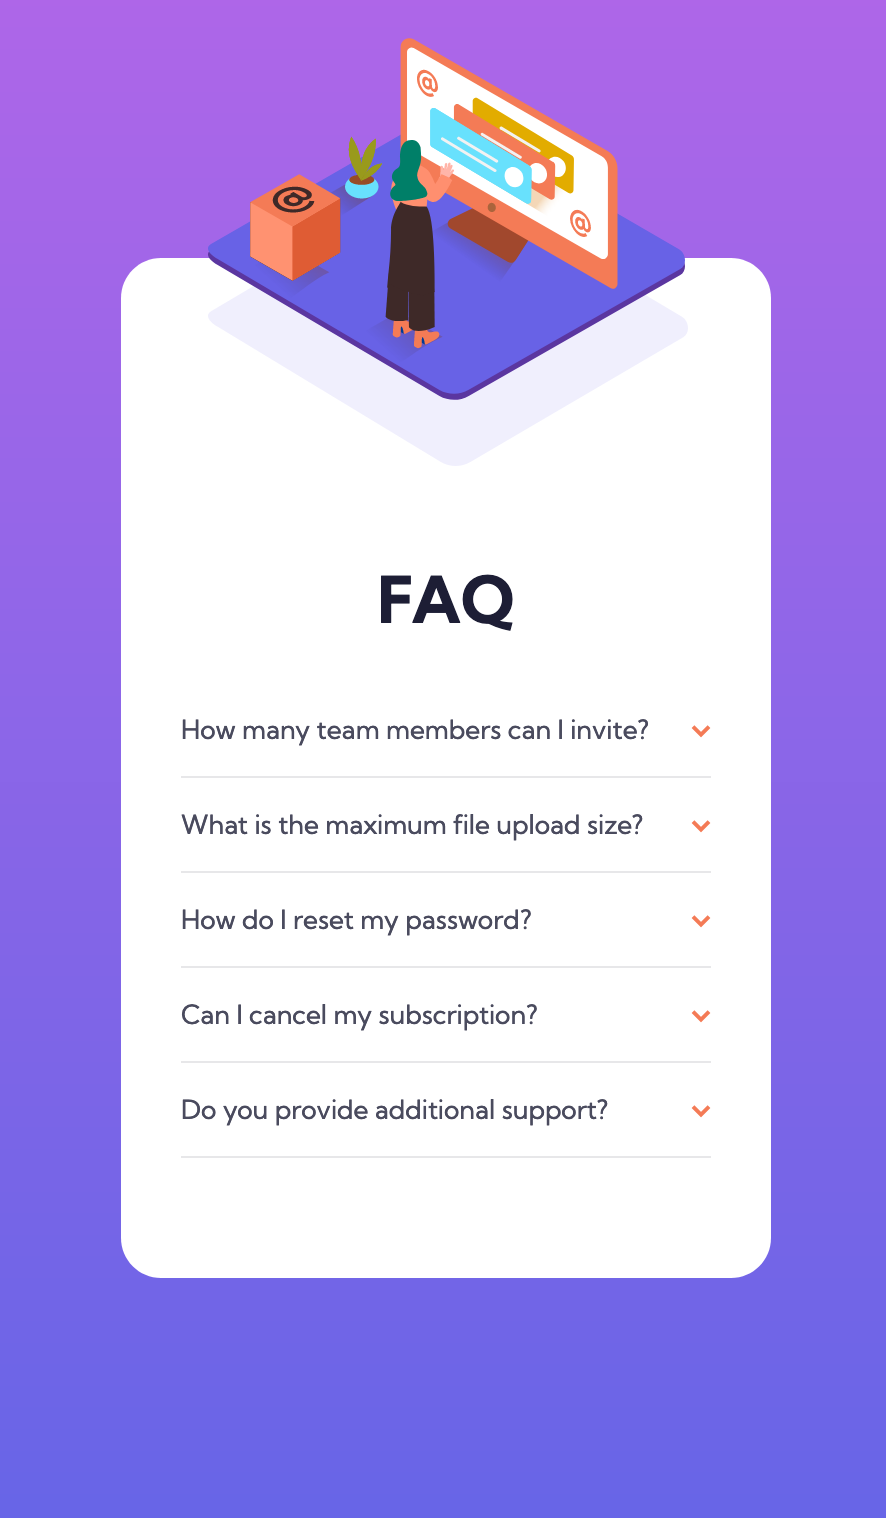 @
@
@
FAQ
How many team members can I invite?
What is the maximum file upload size?
How do I reset my password?
Can I cancel my subscription?
Do you provide additional support?